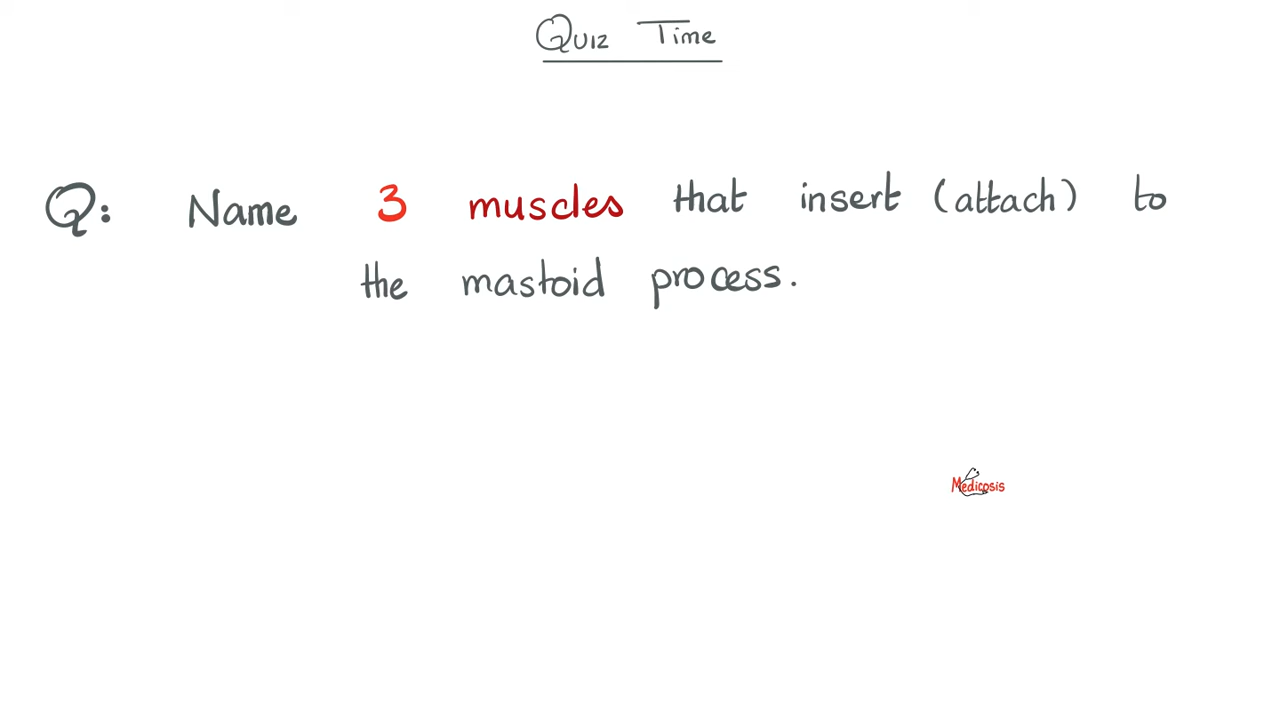 Quiz Time
Q: Name 3 muscles that insert (attach) to
the mastoid process.
Medicosis